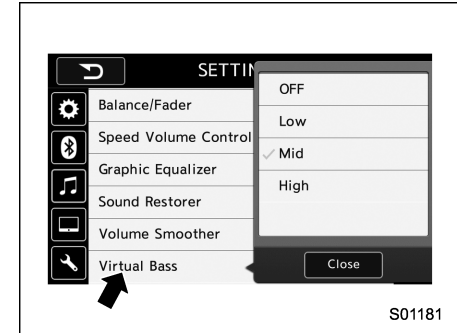 SETTIN
Balance/Fader
Speed Volume Control
Graphic Equalizer
Sound Restorer
Volume Smoother
Virtual Bass
OFF
Low
Mid
High
Close
S01181